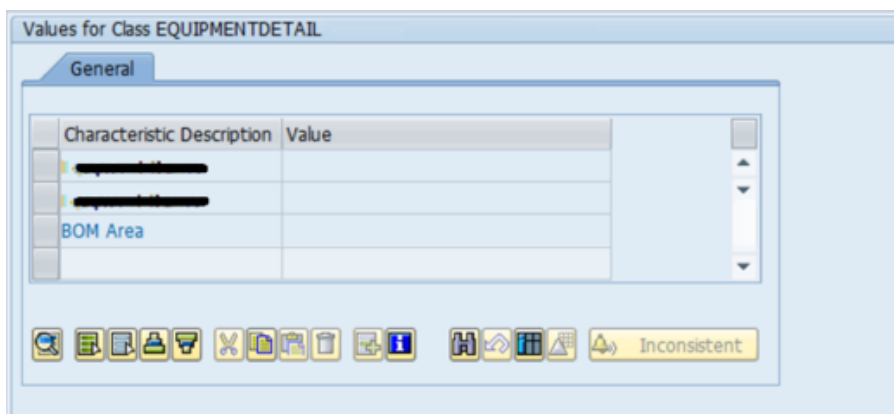 Values for Class EQUIPMENTDETAIL
General
Characteristic Description Value
BOM Area
Inconsistent